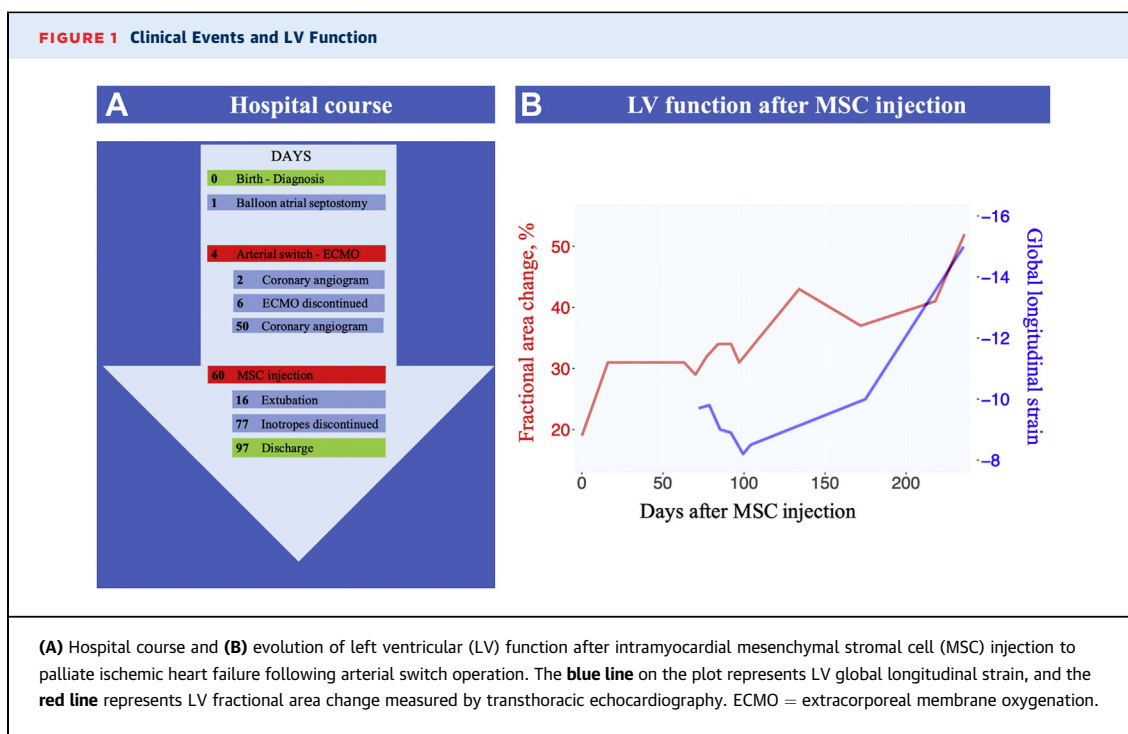 FIGURE 1 Clinical Events and LV Function
A Hospital course
DAYS
0 Birth - Diagnosis
1 Balloon atrial septostomy
4 Arterial switch - ECMO
2 Coronary angiogram
6 ECMO discontinued
50 Coronary angiogram
60 MSC injection
16 Extubation
77 Inotropes discontinued
97 Discharge
B LV function after MSC injection
Fractional area change, %
50
40
30
20
0 50 100 150 200
Days after MSC injection
-16
-14
-12
-10
-8
Global longitudinal strain
(A) Hospital course and (B) evolution of left ventricular (LV) function after intramyocardial mesenchymal stromal cell (MSC) injection to
palliate ischemic heart failure following arterial switch operation. The blue line on the plot represents LV global longitudinal strain, and the
red line represents LV fractional area change measured by transthoracic echocardiography. ECMO = extracorporeal membrane oxygenation.